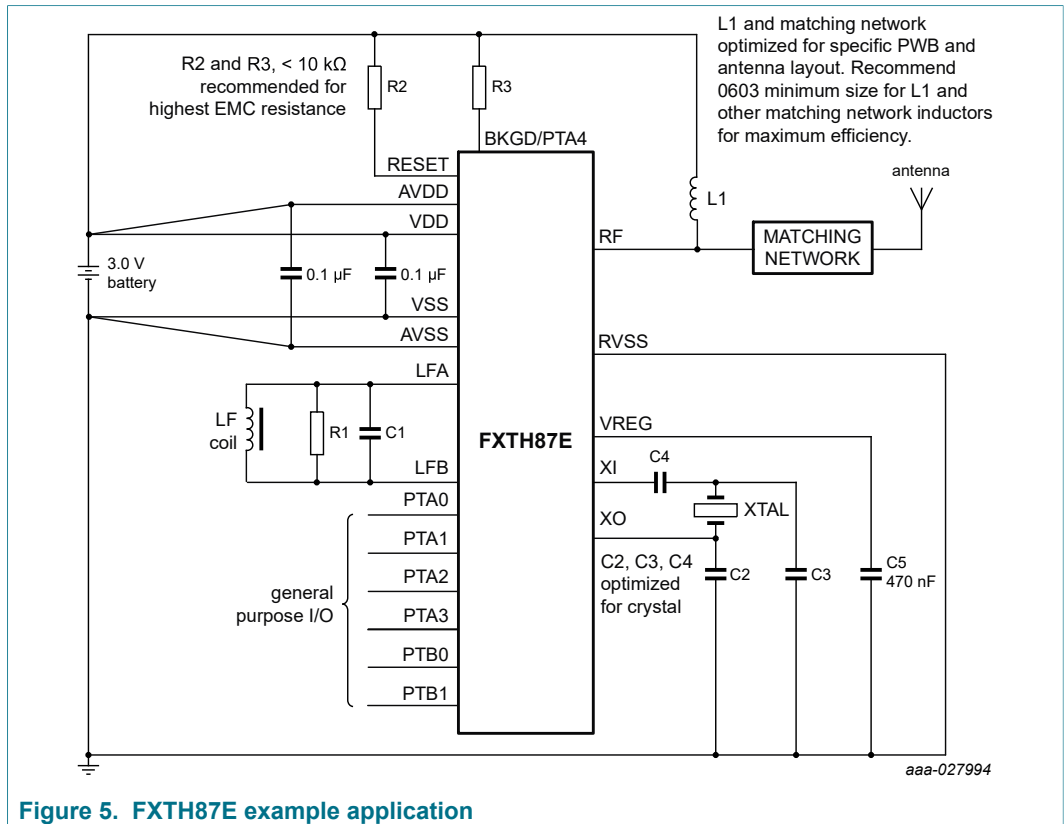 L1 and matching network
optimized for specific PWB and
antenna layout. Recommend
0603 minimum size for L1 and
other matching network inductors
for maximum efficiency.
R2 and R3, < 10 kΩ
recommended for
highest EMC resistance
R2
R3
BKGD/PTA4
RESET
AVDD
VDD
3.0 V
battery
0.1 µF
0.1 µF
VSS
AVSS
LFA
LF
coil
R1
C1
LFB
PTA0
PTA1
PTA2
PTA3
PTB0
PTB1
general
purpose I/O
FXTH87E
antenna
L1
RF
MATCHING
NETWORK
RVSS
VREG
C4
XI
XTAL
XO
C2, C3, C4
optimized
for crystal
C2
C3
C5
470 nF
aaa-027994
Figure 5. FXTH87E example application